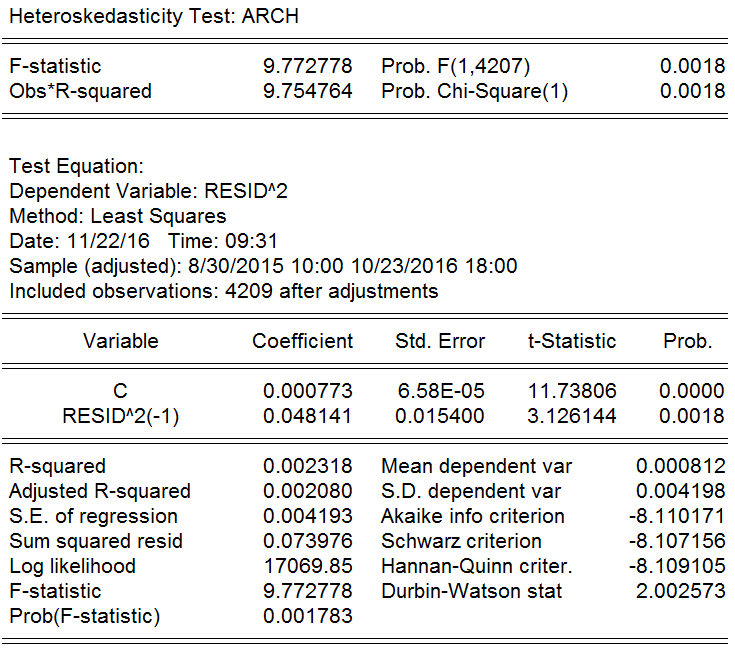 Heteroskedasticity Test: ARCH
F-statistic 9.772778 Prob. F(1,4207) 0.0018
Obs*R-squared 9.754764 Prob. Chi-Square(1) 0.0018
Test Equation:
Dependent Variable: RESID^2
Method: Least Squares
Date: 11/22/16 Time: 09:31
Sample (adjusted): 8/30/2015 10:00 10/23/2016 18:00
Included observations: 4209 after adjustments
Variable Coefficient Std. Error t-Statistic Prob.
C 0.000773 6.58E-05 11.73806 0.0000
RESID^2(-1) 0.048141 0.015400 3.126144 0.0018
R-squared 0.002318 Mean dependent var 0.000812
Adjusted R-squared 0.002080 S.D. dependent var 0.004198
S.E. of regression 0.004193 Akaike info criterion -8.110171
Sum squared resid 0.073976 Schwarz criterion -8.107156
Log likelihood 17069.85 Hannan-Quinn criter. -8.109105
F-statistic 9.772778 Durbin-Watson stat 2.002573
Prob(F-statistic) 0.001783